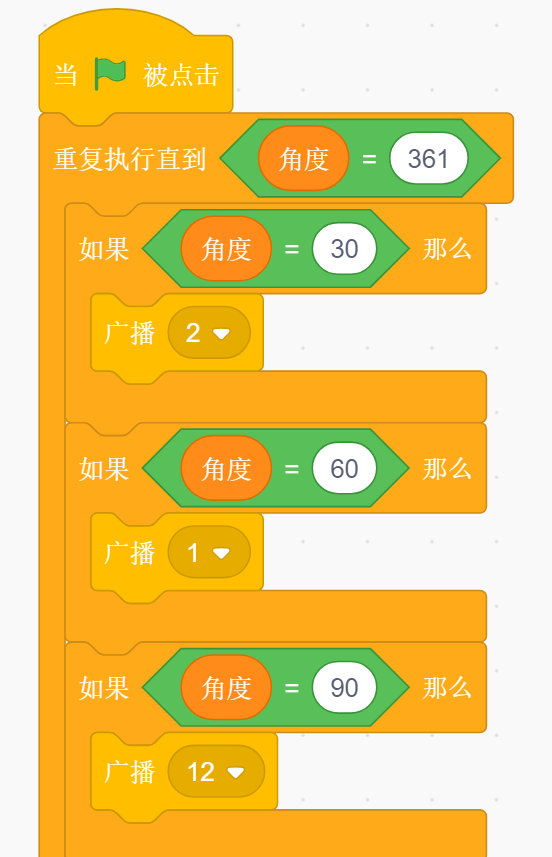 当 被点击
重复执行直到 角度 = 361
如果 角度 = 30 那么
广播 2
如果 角度 = 60 那么
广播 1
如果 角度 = 90 那么
广播 12